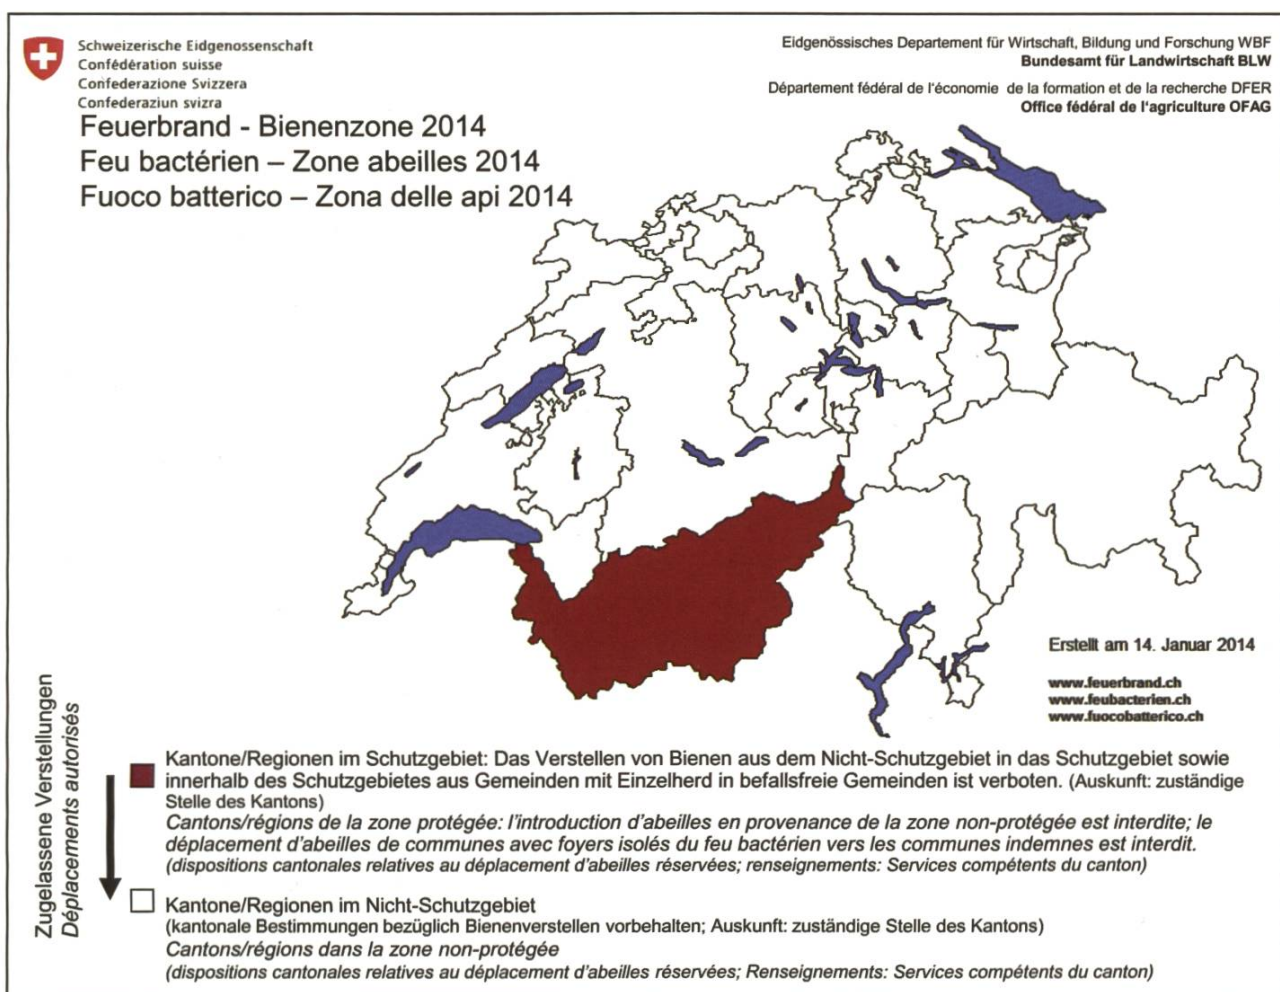 Schweizerische Eidgenossenschaft
Confédération suisse
Confederazione Svizzera
Confederaziun svizra
Eidgenössisches Departement für Wirtschaft, Bildung und Forschung WBF
Bundesamt für Landwirtschaft BLW
Département fédéral de l'économie de la formation et de la recherche DFER
Office fédéral de l'agriculture OFAG
Feuerbrand - Bienenzone 2014
Feu bactérien – Zone abeilles 2014
Fuoco batterico – Zona delle api 2014
Erstellt am 14. Januar 2014
www.feuerbrand.ch
www.feubacterien.ch
www.fuocobatterico.ch
Zugelassene Verstellungen
Déplacements autorisés
Kantone/Regionen im Schutzgebiet: Das Verstellen von Bienen aus dem Nicht-Schutzgebiet in das Schutzgebiet sowie
innerhalb des Schutzgebietes aus Gemeinden mit Einzelherd in befallsfreie Gemeinden ist verboten. (Auskunft: zuständige
Stelle des Kantons)
Cantons/régions de la zone protégée: l'introduction d'abeilles en provenance de la zone non-protégée est interdite; le
déplacement d'abeilles de communes avec foyers isolés du feu bactérien vers les communes indemnes est interdit.
(dispositions cantonales relatives au déplacement d'abeilles réservées; renseignements: Services compétents du canton)
Kantone/Regionen im Nicht-Schutzgebiet
(kantonale Bestimmungen bezüglich Bienenverstellen vorbehalten; Auskunft: zuständige Stelle des Kantons)
Cantons/régions dans la zone non-protégée
(dispositions cantonales relatives au déplacement d'abeilles réservées; Renseignements: Services compétents du canton)